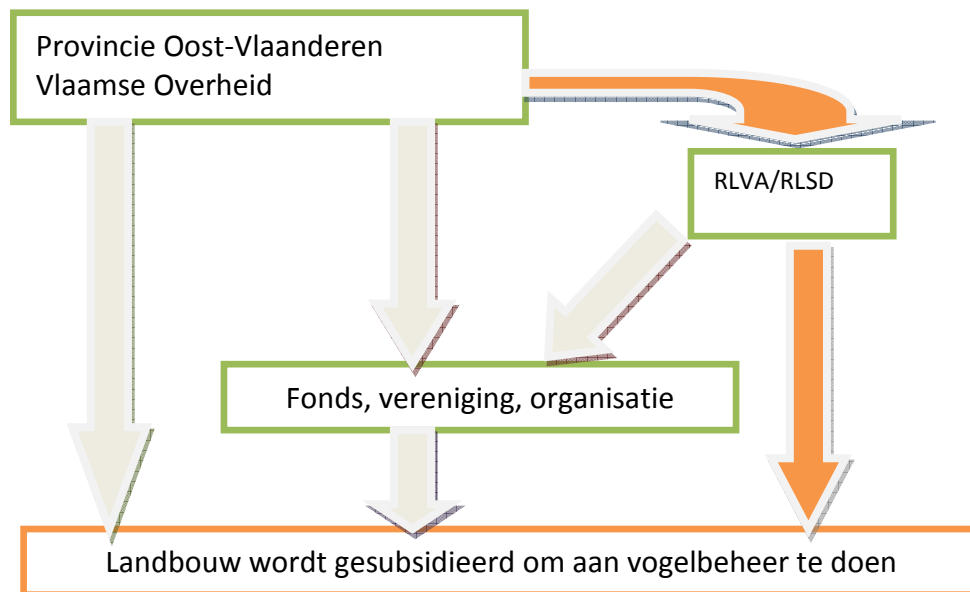 Provincie Oost-Vlaanderen
Vlaamse Overheid
RLVA/RLSD
Fonds, vereniging, organisatie
Landbouw wordt gesubsidieerd om aan vogelbeheer te doen